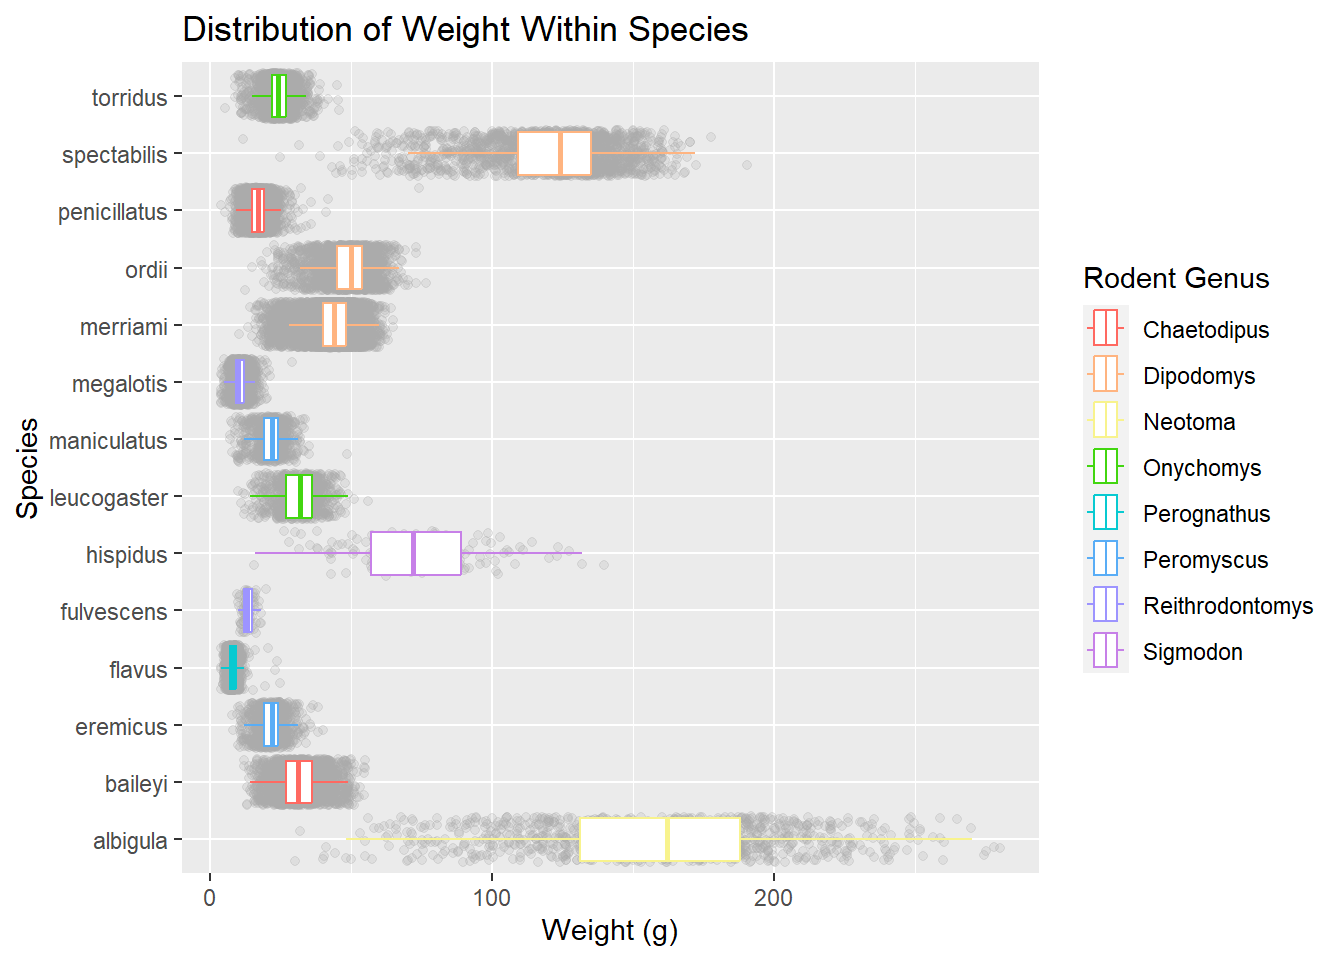 Distribution of Weight Within Species
torridus
spectabilis
penicillatus
ordii
merriami
megalotis
maniculatus
leucogaster
hispidus
fulvescens
flavus
eremicus
baileyi
albigula
Species
0 100 200
Weight (g)
Rodent Genus
Chaetodipus
Dipodomys
Neotoma
Onychomys
Perognathus
Peromyscus
Reithrodontomys
Sigmodon